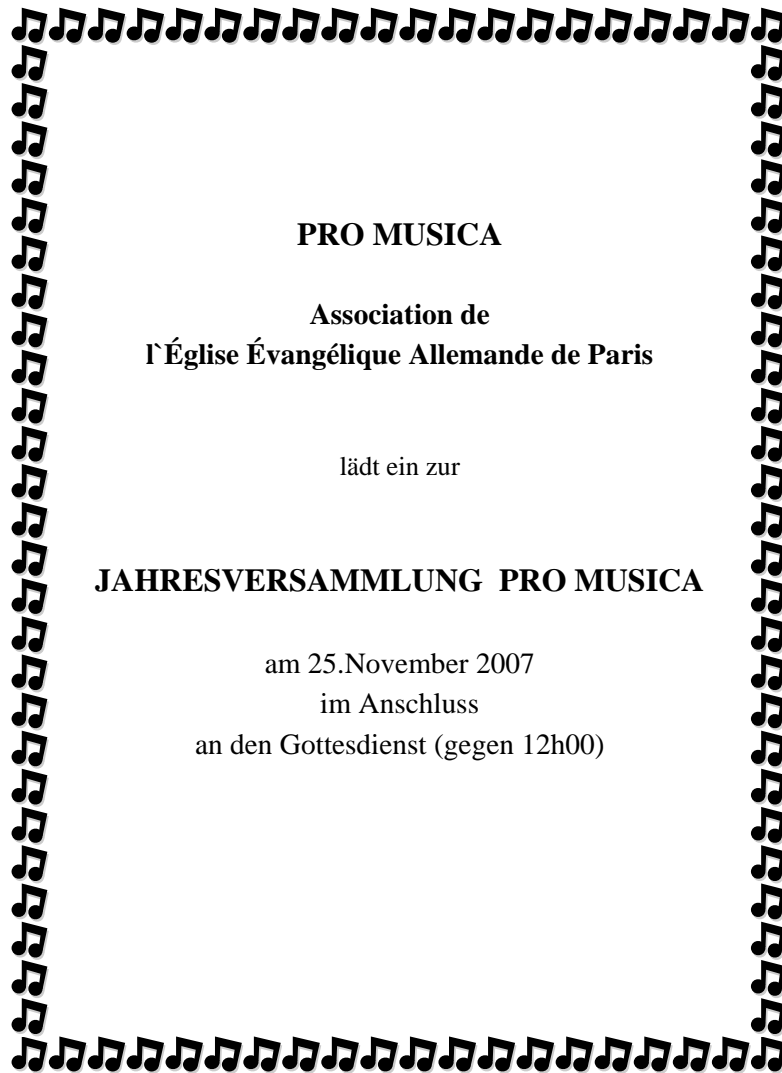 PRO MUSICA
Association de
l`Église Évangélique Allemande de Paris
lädt ein zur
JAHRESVERSAMMLUNG  PRO MUSICA
am 25.November 2007
im Anschluss
an den Gottesdienst (gegen 12h00)